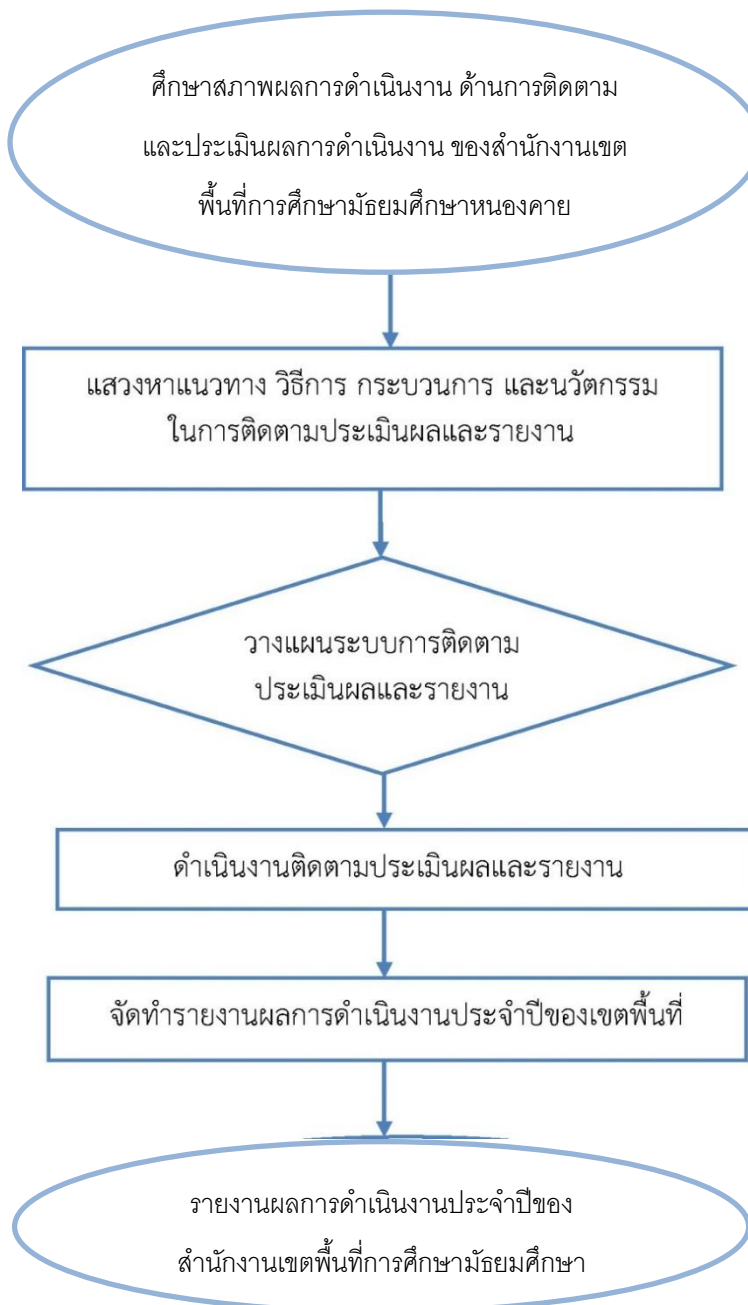 ศึกษาสภาพผลการดำเนินงาน ด้านการติดตาม
และประเมินผลการดำเนินงาน ของสำนักงานเขต
พื้นที่การศึกษามัธยมศึกษาหนองคาย
แสวงหาแนวทาง วิธีการ กระบวนการ และนวัตกรรม
ในการติดตามประเมินผลและรายงาน
วางแผนระบบการติดตาม
ประเมินผลและรายงาน
ดำเนินงานติดตามประเมินผลและรายงาน
จัดทำรายงานผลการดำเนินงานประจำปีของเขตพื้นที่
รายงานผลการดำเนินงานประจำปีของ
สำนักงานเขตพื้นที่การศึกษามัธยมศึกษา